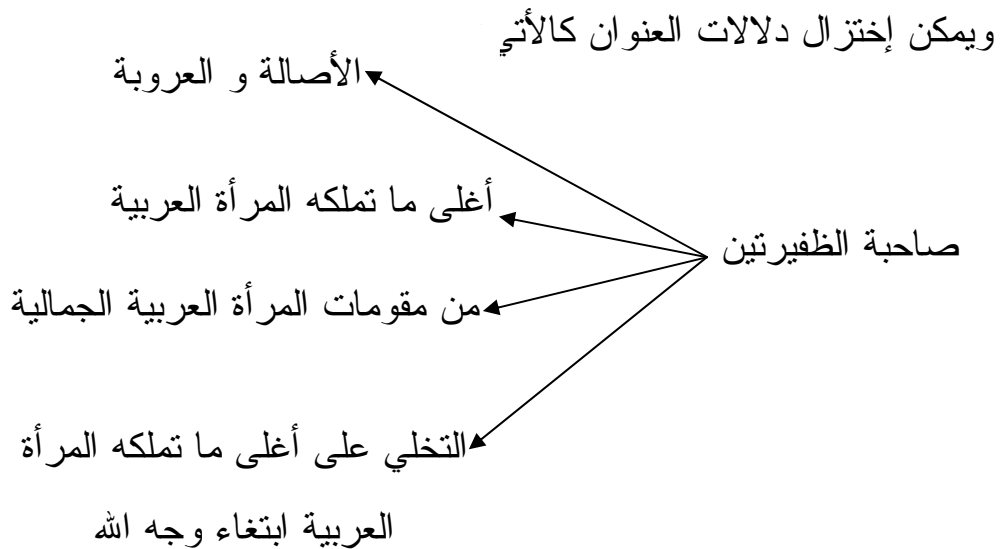 ويمكن إختزال دلالات العنوان كالأتي
الأصالة و العروبة
أغلى ما تملكه المرأة العربية
صاحبة الظفيرتين
من مقومات المرأة العربية الجمالية
التخلي على أغلى ما تملكه المرأة
العربية ابتغاء وجه الله